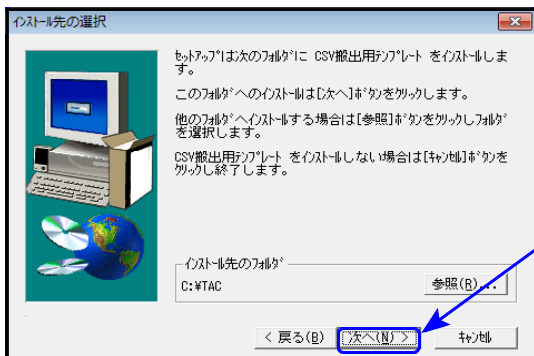 ｲﾝｽﾄｰﾙ先の選択
ｾｯﾄｱｯﾌﾟは次のﾌｫﾙﾀﾞに CSV搬出用ﾃﾝﾌﾟﾚｰﾄ をｲﾝｽﾄｰﾙしま
す。
このﾌｫﾙﾀﾞへのｲﾝｽﾄｰﾙは[次へ]ﾎﾞﾀﾝをｸﾘｯｸします。
他のﾌｫﾙﾀﾞへｲﾝｽﾄｰﾙする場合は[参照]ﾎﾞﾀﾝをｸﾘｯｸしﾌｫﾙﾀﾞ
を選択します。
CSV搬出用ﾃﾝﾌﾟﾚｰﾄ をｲﾝｽﾄｰﾙしない場合は[ｷｬﾝｾﾙ]ﾎﾞﾀﾝを
ｸﾘｯｸし終了します。
ｲﾝｽﾄｰﾙ先のﾌｫﾙﾀﾞ
C:¥TAC
参照(R)...
< 戻る(B)
次へ(N) >
ｷｬﾝｾﾙ